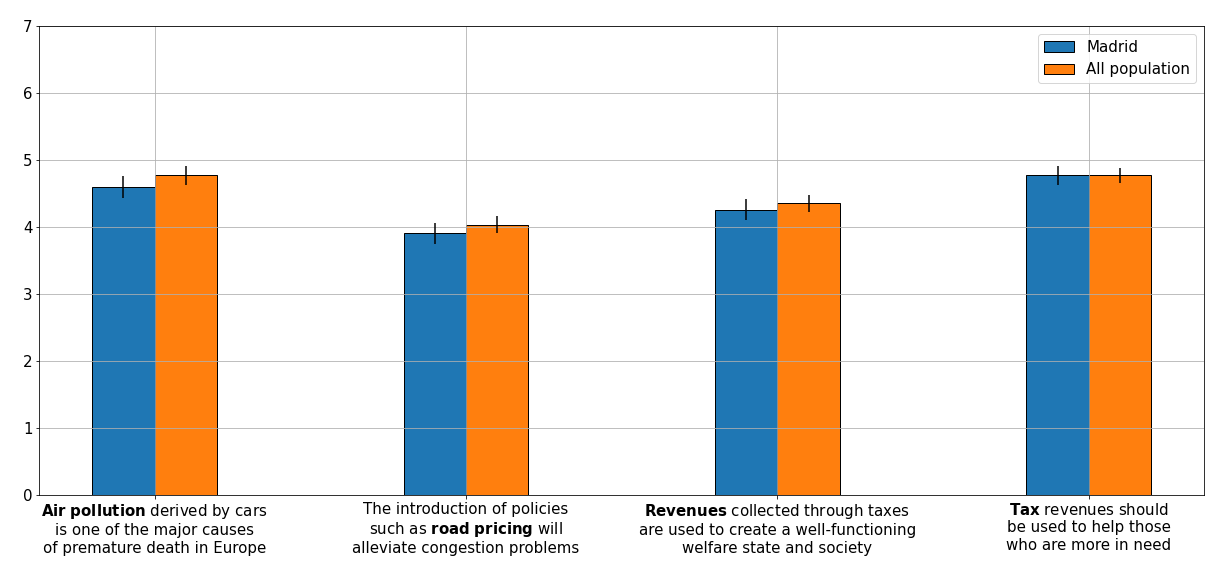 7
6
5
4
3
2
1
0
Madrid
All population
Air pollution derived by cars
is one of the major causes
of premature death in Europe
The introduction of policies
such as road pricing will
alleviate congestion problems
Revenues collected through taxes
are used to create a well-functioning
welfare state and society
Tax revenues should
be used to help those
who are more in need